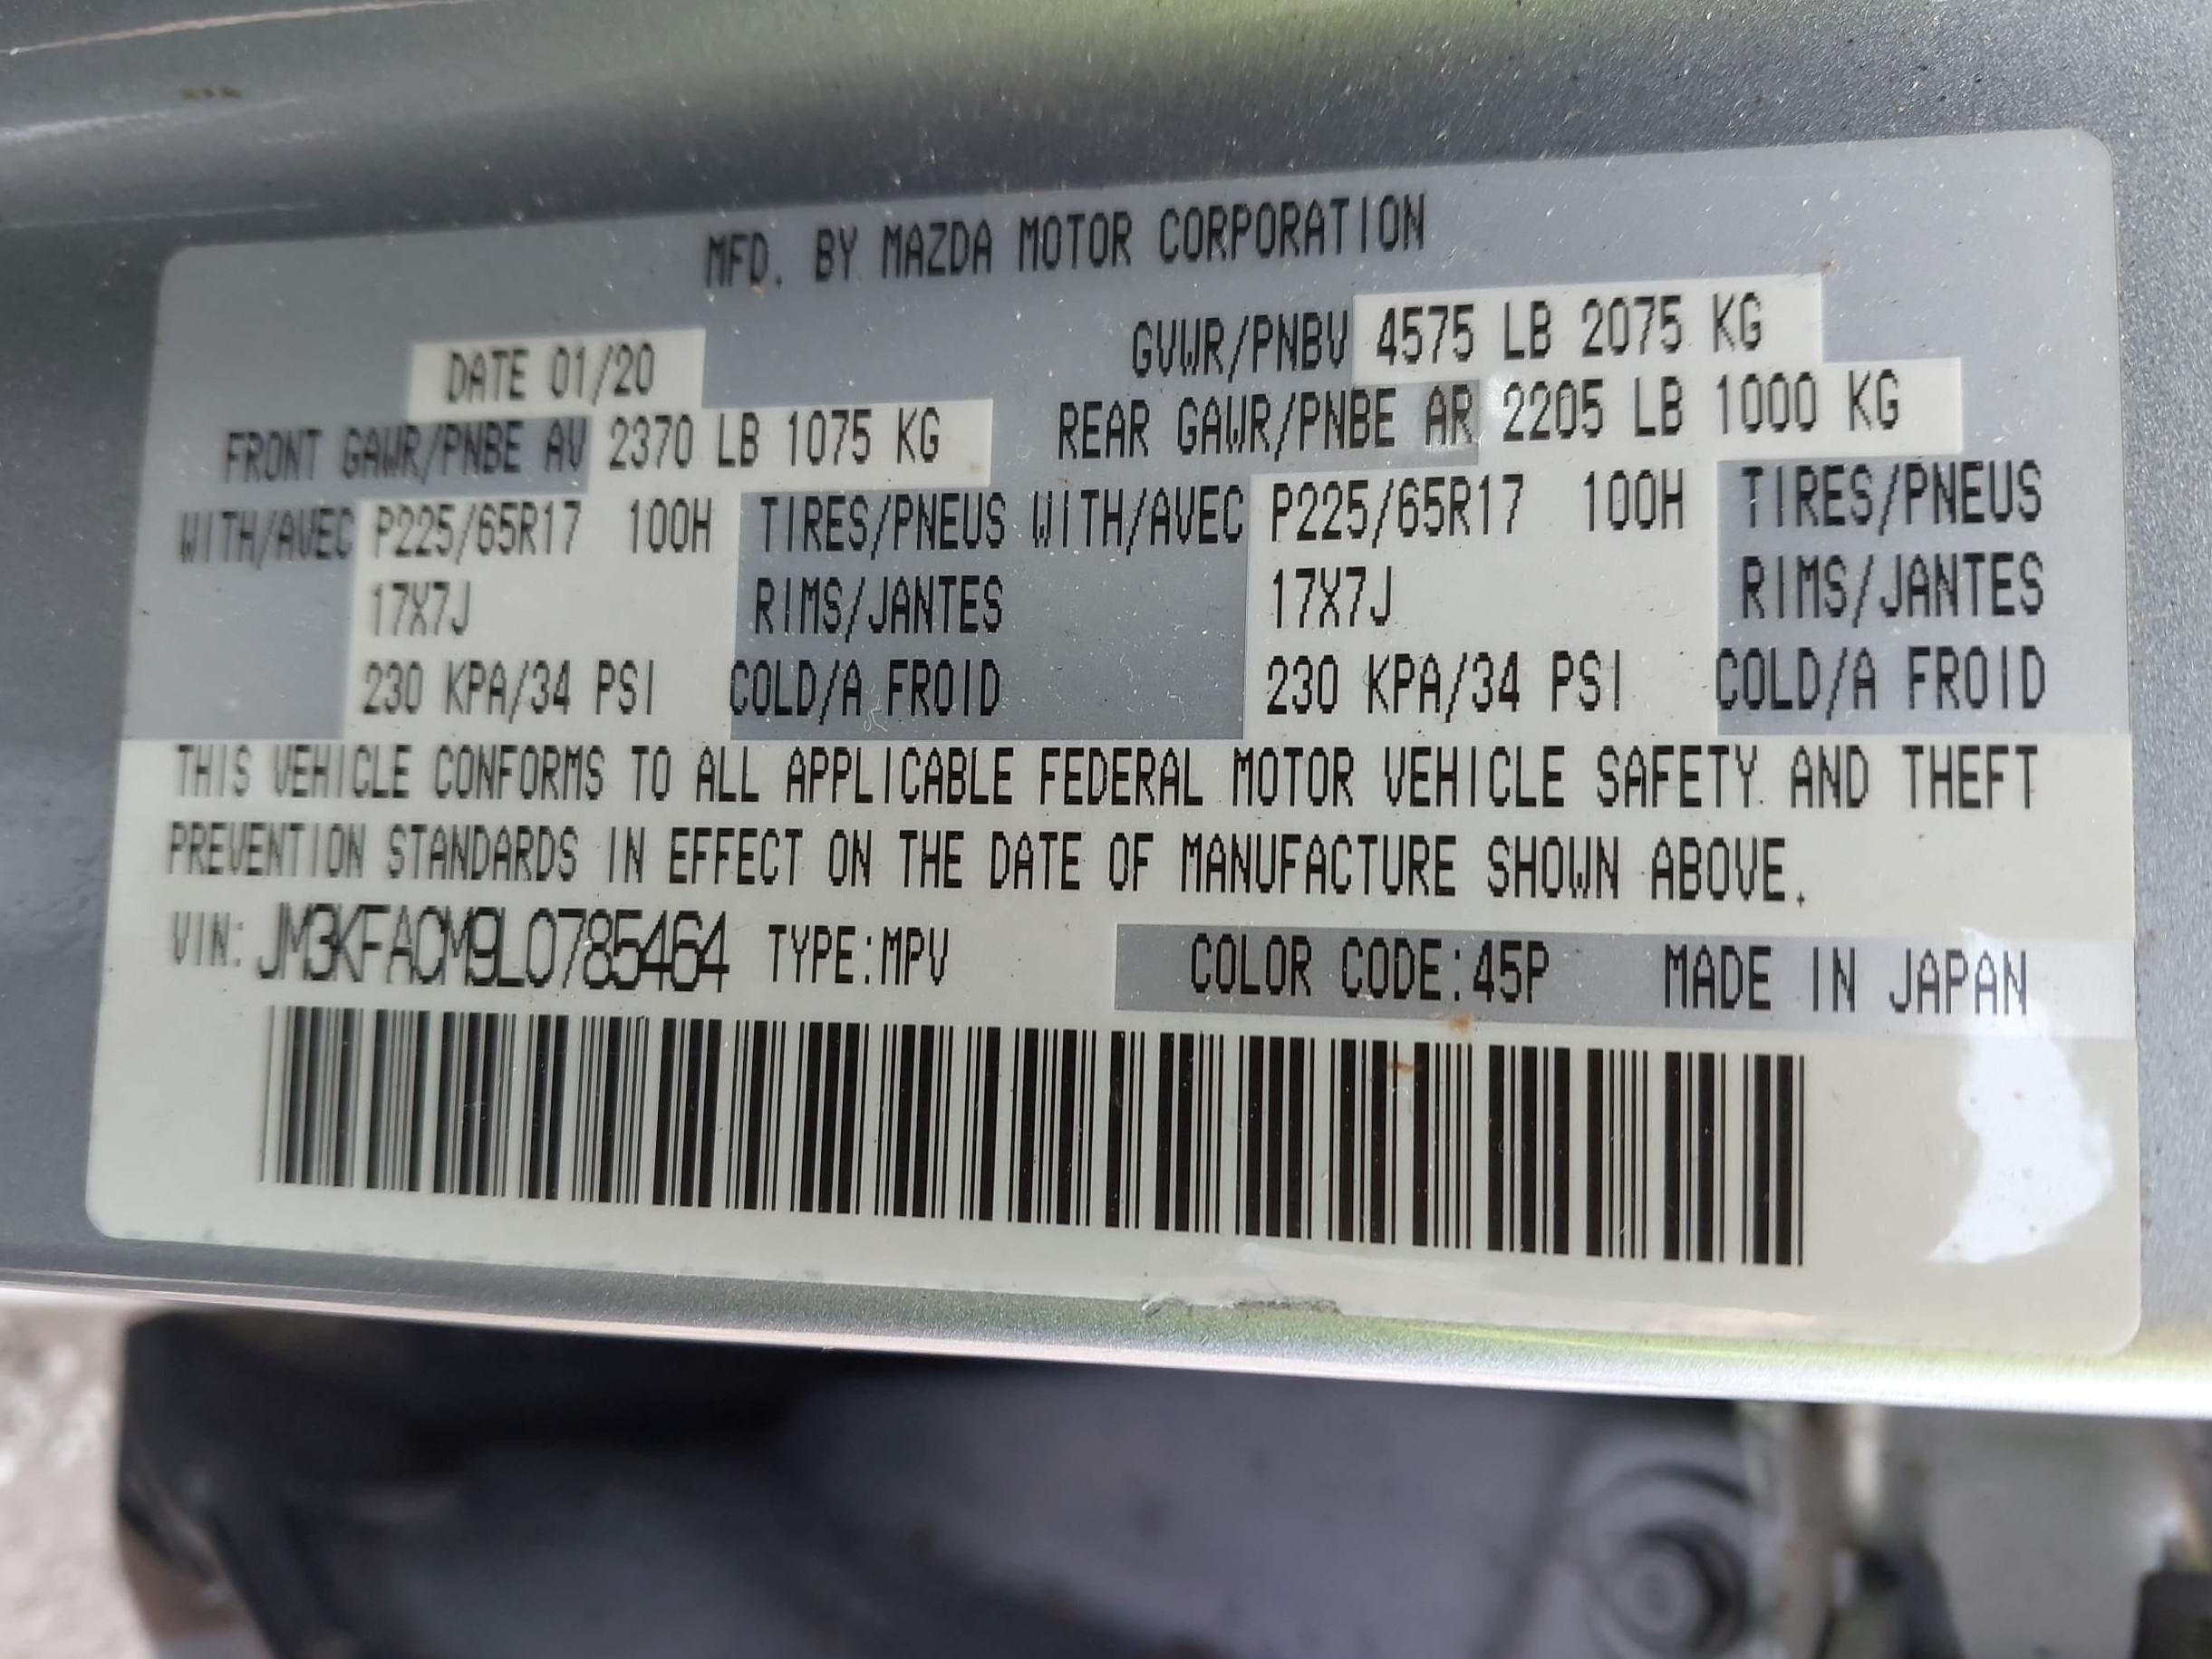 MFD. BY MAZDA MOTOR CORPORATION
DATE 01/20 GVWR/PNBV 4575 LB 2075 KG
FRONT GAWR/PNBE AV 2370 LB 1075 KG REAR GAWR/PNBE AR 2205 LB 1000 KG
WITH/AVEC P225/65R17 100H TIRES/PNEUS WITH/AVEC P225/65R17 100H TIRES/PNEUS
17X7J RIMS/JANTES 17X7J RIMS/JANTES
230 KPA/34 PSI COLD/A FROID 230 KPA/34 PSI COLD/A FROID
THIS VEHICLE CONFORMS TO ALL APPLICABLE FEDERAL MOTOR VEHICLE SAFETY AND THEFT
PREVENTION STANDARDS IN EFFECT ON THE DATE OF MANUFACTURE SHOWN ABOVE.
VIN: JM3KFACM9L0785464 TYPE:MPV COLOR CODE:45P MADE IN JAPAN